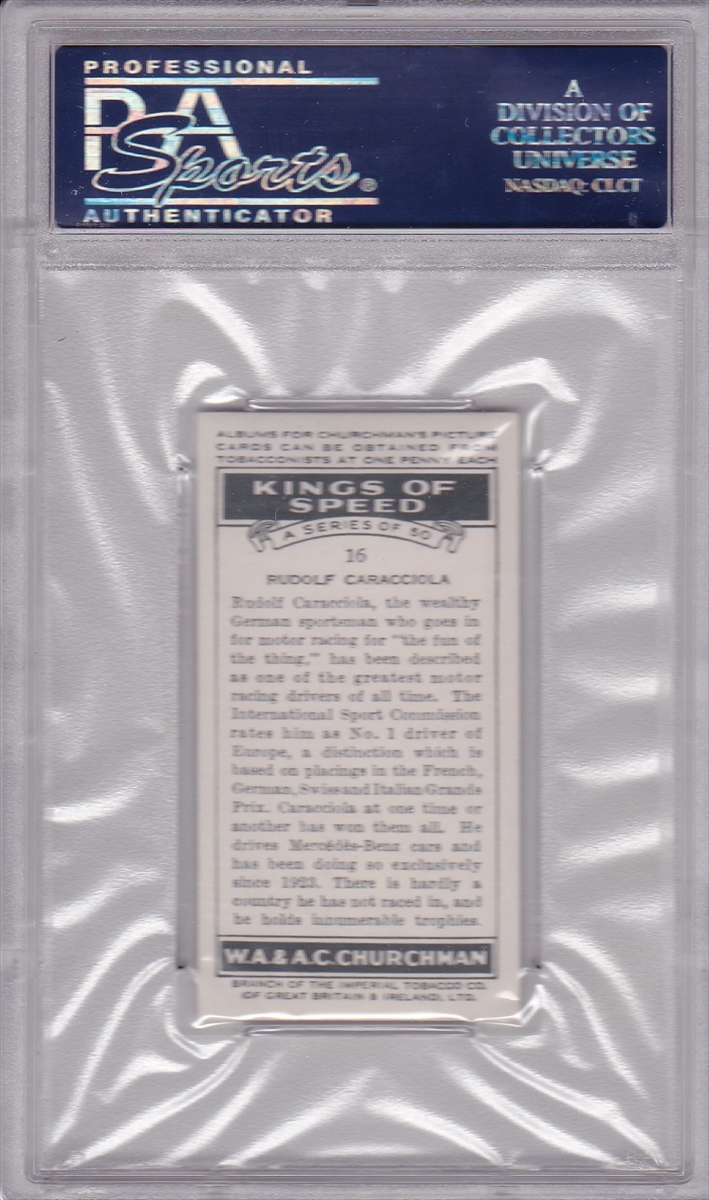 PROFESSIONAL
PSA
Sports®
AUTHENTICATOR
A
DIVISION OF
COLLECTORS
UNIVERSE
NASDAQ: CLCT
ALBUMS FOR CHURCHMAN'S PICTURE
CARDS CAN BE OBTAINED FROM
TOBACCONISTS AT ONE PENNY EACH
KINGS OF
SPEED
A SERIES OF 50
16
RUDOLF CARACCIOLA
Rudolf Caracciola, the wealthy
German sportsman who goes in
for motor racing for "the fun of
the thing," has been described
as one of the greatest motor
racing drivers of all time. The
International Sport Commission
rates him as No. 1 driver of
Europe, a distinction which is
based on placings in the French,
German, Swiss and Italian Grands
Prix. Caracciola at one time or
another has won them all. He
drives Mercédès-Benz cars and
has been doing so exclusively
since 1923. There is hardly a
country he has not raced in, and
he holds innumerable trophies.
W.A. & A.C. CHURCHMAN
BRANCH OF THE IMPERIAL TOBACCO CO.
(OF GREAT BRITAIN & IRELAND), LTD.